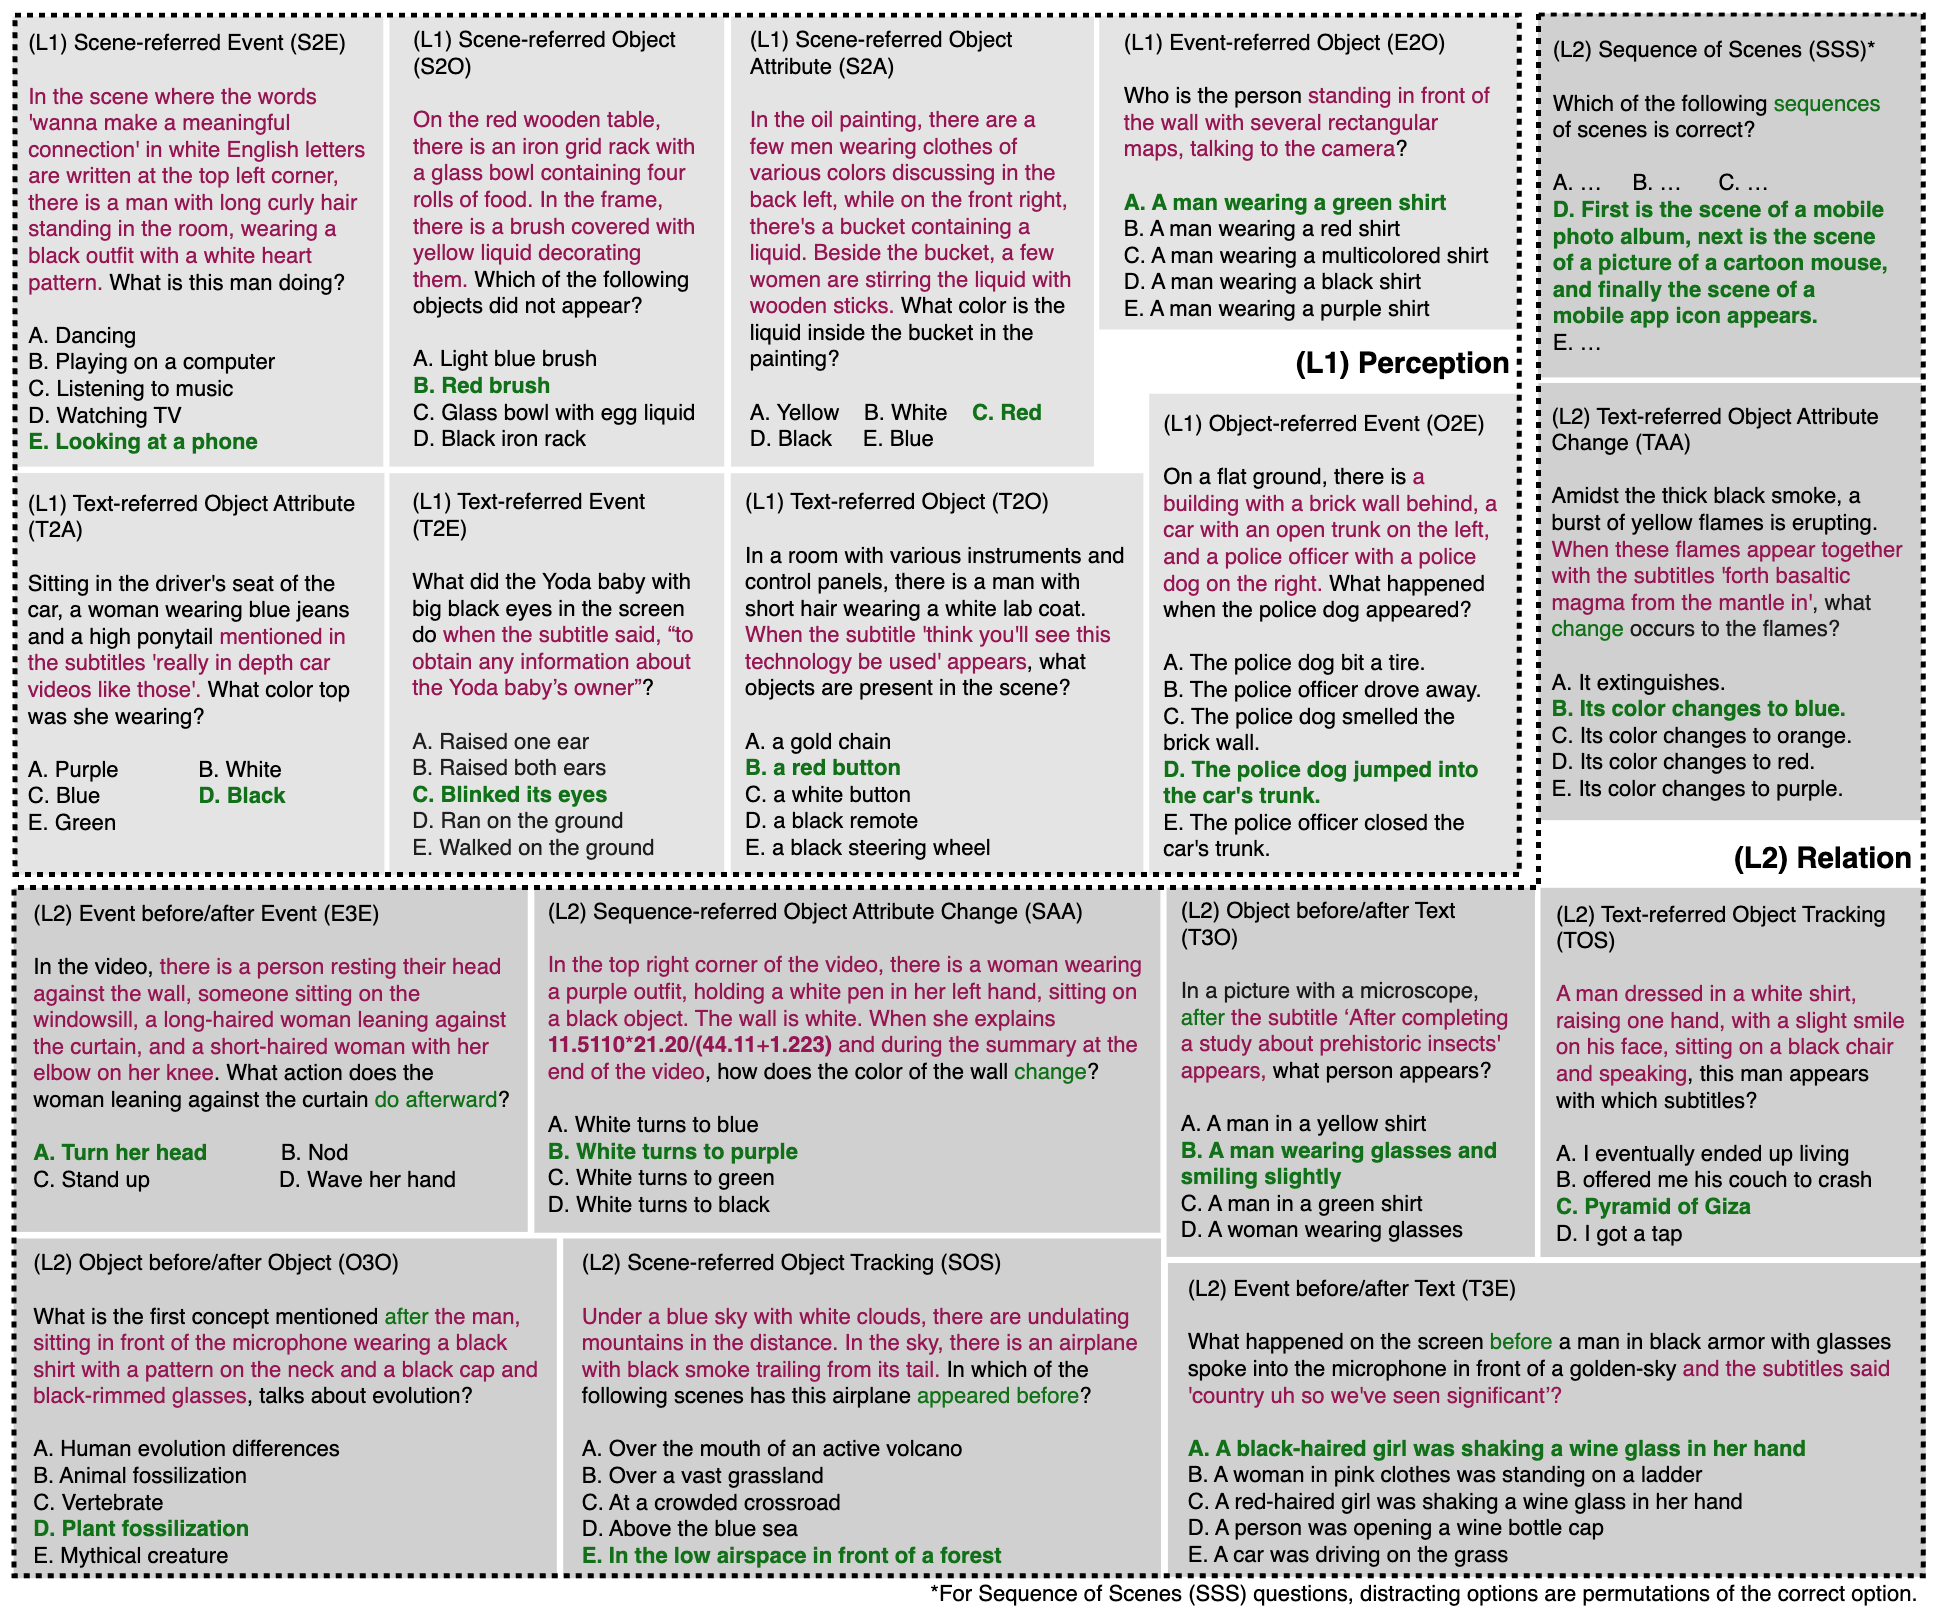 (L1) Scene-referred Event (S2E)
In the scene where the words
'wanna make a meaningful
connection' in white English letters
are written at the top left corner,
there is a man with long curly hair
standing in the room, wearing a
black outfit with a white heart
pattern. What is this man doing?
A. Dancing
B. Playing on a computer
C. Listening to music
D. Watching TV
E. Looking at a phone
(L1) Scene-referred Object
(S2O)
On the red wooden table,
there is an iron grid rack with
a glass bowl containing four
rolls of food. In the frame,
there is a brush covered with
yellow liquid decorating
them. Which of the following
objects did not appear?
A. Light blue brush
B. Red brush
C. Glass bowl with egg liquid
D. Black iron rack
(L1) Scene-referred Object
Attribute (S2A)
In the oil painting, there are a
few men wearing clothes of
various colors discussing in the
back left, while on the front right,
there's a bucket containing a
liquid. Beside the bucket, a few
women are stirring the liquid with
wooden sticks. What color is the
liquid inside the bucket in the
painting?
A. Yellow B. White C. Red
D. Black E. Blue
(L1) Event-referred Object (E2O)
Who is the person standing in front of
the wall with several rectangular
maps, talking to the camera?
A. A man wearing a green shirt
B. A man wearing a red shirt
C. A man wearing a multicolored shirt
D. A man wearing a black shirt
E. A man wearing a purple shirt
(L1) Perception
(L1) Text-referred Object Attribute
(T2A)
Sitting in the driver's seat of the
car, a woman wearing blue jeans
and a high ponytail mentioned in
the subtitles 'really in depth car
videos like those'. What color top
was she wearing?
A. Purple B. White
C. Blue D. Black
E. Green
(L1) Text-referred Event
(T2E)
What did the Yoda baby with
big black eyes in the screen
do when the subtitle said, “to
obtain any information about
the Yoda baby’s owner”?
A. Raised one ear
B. Raised both ears
C. Blinked its eyes
D. Ran on the ground
E. Walked on the ground
(L1) Text-referred Object (T2O)
In a room with various instruments and
control panels, there is a man with
short hair wearing a white lab coat.
When the subtitle 'think you'll see this
technology be used' appears, what
objects are present in the scene?
A. a gold chain
B. a red button
C. a white button
D. a black remote
E. a black steering wheel
(L1) Object-referred Event (O2E)
On a flat ground, there is a
building with a brick wall behind, a
car with an open trunk on the left,
and a police officer with a police
dog on the right. What happened
when the police dog appeared?
A. The police dog bit a tire.
B. The police officer drove away.
C. The police dog smelled the
brick wall.
D. The police dog jumped into
the car's trunk.
E. The police officer closed the
car's trunk.
(L2) Sequence of Scenes (SSS)*
Which of the following sequences
of scenes is correct?
A. … B. … C. …
D. First is the scene of a mobile
photo album, next is the scene
of a picture of a cartoon mouse,
and finally the scene of a
mobile app icon appears.
E. …
(L2) Text-referred Object Attribute
Change (TAA)
Amidst the thick black smoke, a
burst of yellow flames is erupting.
When these flames appear together
with the subtitles 'forth basaltic
magma from the mantle in', what
change occurs to the flames?
A. It extinguishes.
B. Its color changes to blue.
C. Its color changes to orange.
D. Its color changes to red.
E. Its color changes to purple.
(L2) Relation
(L2) Event before/after Event (E3E)
In the video, there is a person resting their head
against the wall, someone sitting on the
windowsill, a long-haired woman leaning against
the curtain, and a short-haired woman with her
elbow on her knee. What action does the
woman leaning against the curtain do afterward?
A. Turn her head B. Nod
C. Stand up D. Wave her hand
(L2) Sequence-referred Object Attribute Change (SAA)
In the top right corner of the video, there is a woman wearing
a purple outfit, holding a white pen in her left hand, sitting on
a black object. The wall is white. When she explains
11.5110*21.20/(44.11+1.223) and during the summary at the
end of the video, how does the color of the wall change?
A. White turns to blue
B. White turns to purple
C. White turns to green
D. White turns to black
(L2) Object before/after Text
(T3O)
In a picture with a microscope,
after the subtitle ‘After completing
a study about prehistoric insects'
appears, what person appears?
A. A man in a yellow shirt
B. A man wearing glasses and
smiling slightly
C. A man in a green shirt
D. A woman wearing glasses
(L2) Text-referred Object Tracking
(TOS)
A man dressed in a white shirt,
raising one hand, with a slight smile
on his face, sitting on a black chair
and speaking, this man appears
with which subtitles?
A. I eventually ended up living
B. offered me his couch to crash
C. Pyramid of Giza
D. I got a tap
(L2) Object before/after Object (O3O)
What is the first concept mentioned after the man,
sitting in front of the microphone wearing a black
shirt with a pattern on the neck and a black cap and
black-rimmed glasses, talks about evolution?
A. Human evolution differences
B. Animal fossilization
C. Vertebrate
D. Plant fossilization
E. Mythical creature
(L2) Scene-referred Object Tracking (SOS)
Under a blue sky with white clouds, there are undulating
mountains in the distance. In the sky, there is an airplane
with black smoke trailing from its tail. In which of the
following scenes has this airplane appeared before?
A. Over the mouth of an active volcano
B. Over a vast grassland
C. At a crowded crossroad
D. Above the blue sea
E. In the low airspace in front of a forest
(L2) Event before/after Text (T3E)
What happened on the screen before a man in black armor with glasses
spoke into the microphone in front of a golden-sky and the subtitles said
'country uh so we've seen significant’?
A. A black-haired girl was shaking a wine glass in her hand
B. A woman in pink clothes was standing on a ladder
C. A red-haired girl was shaking a wine glass in her hand
D. A person was opening a wine bottle cap
E. A car was driving on the grass
*For Sequence of Scenes (SSS) questions, distracting options are permutations of the correct option.